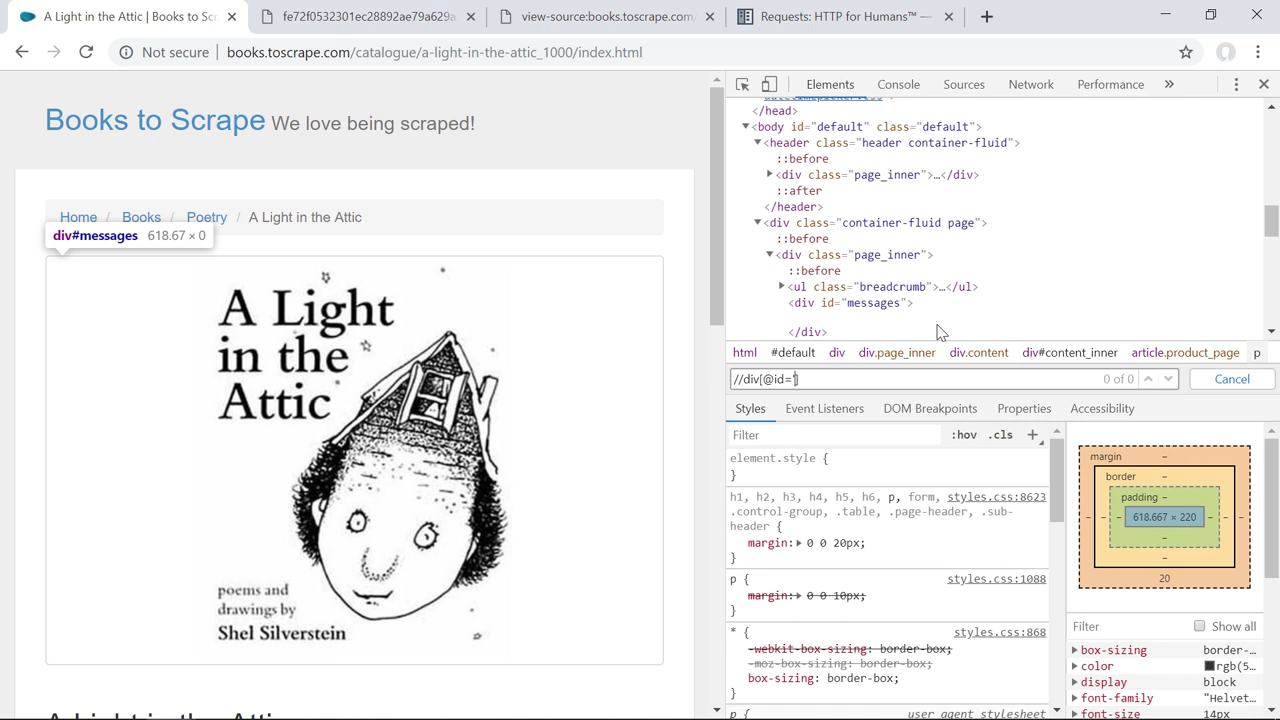 A Light in the Attic | Books to Sc
fe72f0532301ec28892ae79a629
view-source:books.toscrape.com/
Requests: HTTP for Humans™ —
Not secure
books.toscrape.com/catalogue/a-light-in-the-attic_1000/index.html
Books to Scrape We love being scraped!
Home / Books / Poetry / A Light in the Attic
div#messages 618.67 × 0
A Light
in the
Attic
poems and
drawings by
Shel Silverstein
Elements Console Sources Network Performance »
</head>
<body id="default" class="default">
<header class="header container-fluid">
::before
<div class="page_inner">…</div>
::after
</header>
<div class="container-fluid page">
::before
<div class="page_inner">
::before
<ul class="breadcrumb">…</ul>
<div id="messages">
</div>
html #default div div.page_inner div.content div#content_inner article.product_page p
//div[@id=']
0 of 0
Cancel
Styles Event Listeners DOM Breakpoints Properties Accessibility
Filter
:hov .cls +
element.style {
}
h1, h2, h3, h4, h5, h6, p, form, styles.css:8623
.control-group, .table, .page-header, .sub-
header {
margin: 0 0 20px;
}
p { styles.css:1088
margin: 0 0 10px;
}
* { styles.css:868
-webkit-box-sizing: border-box;
-moz-box-sizing: border-box;
box-sizing: border-box;
}
p { user agent stylesheet
margin –
border –
padding –
– – – 618.667 × 220 – – –
–
–
20
Filter Show all
box-sizing border-…
color rgb(5…
display block
font-family "Helvet…
font-size 14px